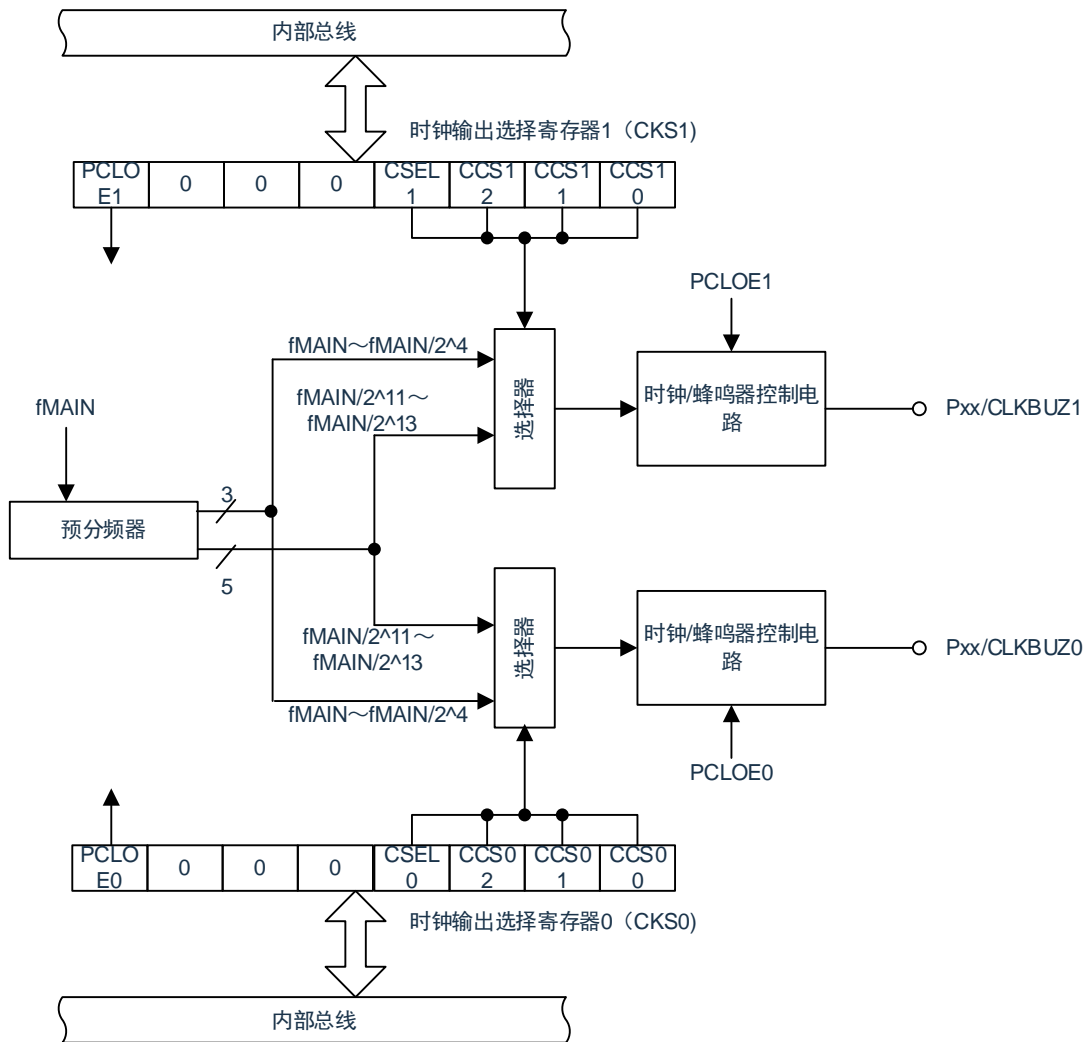 内部总线
时钟输出选择寄存器1（CKS1)
PCLO
E1
0
0
0
CSEL
1
CCS1
2
CCS1
1
CCS1
0
PCLOE1
fMAIN～fMAIN/2^4
fMAIN/2^11～
fMAIN/2^13
选择器
时钟/蜂鸣器控制电
路
Pxx/CLKBUZ1
fMAIN
预分频器
3
5
fMAIN/2^11～
fMAIN/2^13
fMAIN～fMAIN/2^4
选择器
时钟/蜂鸣器控制电
路
Pxx/CLKBUZ0
PCLOE0
PCLO
E0
0
0
0
CSEL
0
CCS0
2
CCS0
1
CCS0
0
时钟输出选择寄存器0（CKS0)
内部总线